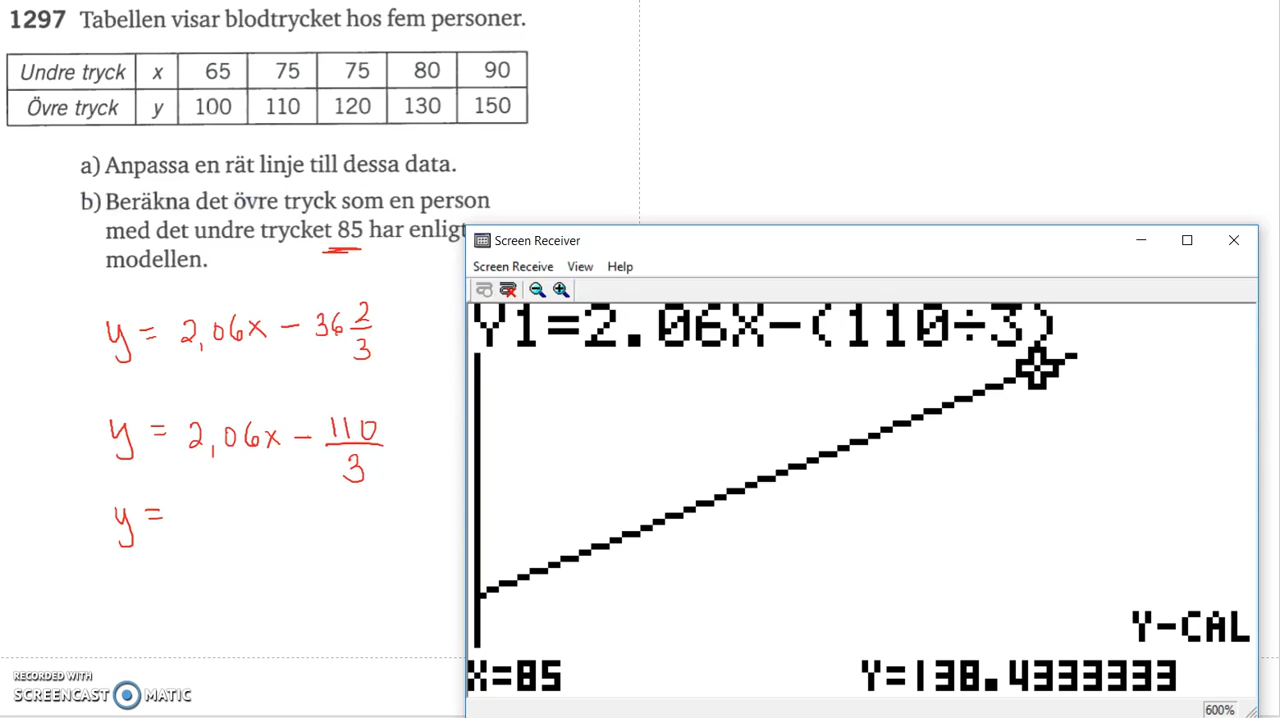 1297 Tabellen visar blodtrycket hos fem personer.
Undre tryck x 65 75 75 80 90
Övre tryck y 100 110 120 130 150
a) Anpassa en rät linje till dessa data.
b) Beräkna det övre tryck som en person
med det undre trycket 85 har enligt
modellen.
y = 2,06x - 36 2/3
y = 2,06x - 110/3
y =
Screen Receiver
Screen Receive View Help
Y1=2.06X-(110÷3)
Y-CAL
X=85 Y=138.4333333
600%
RECORDED WITH
SCREENCAST MATIC